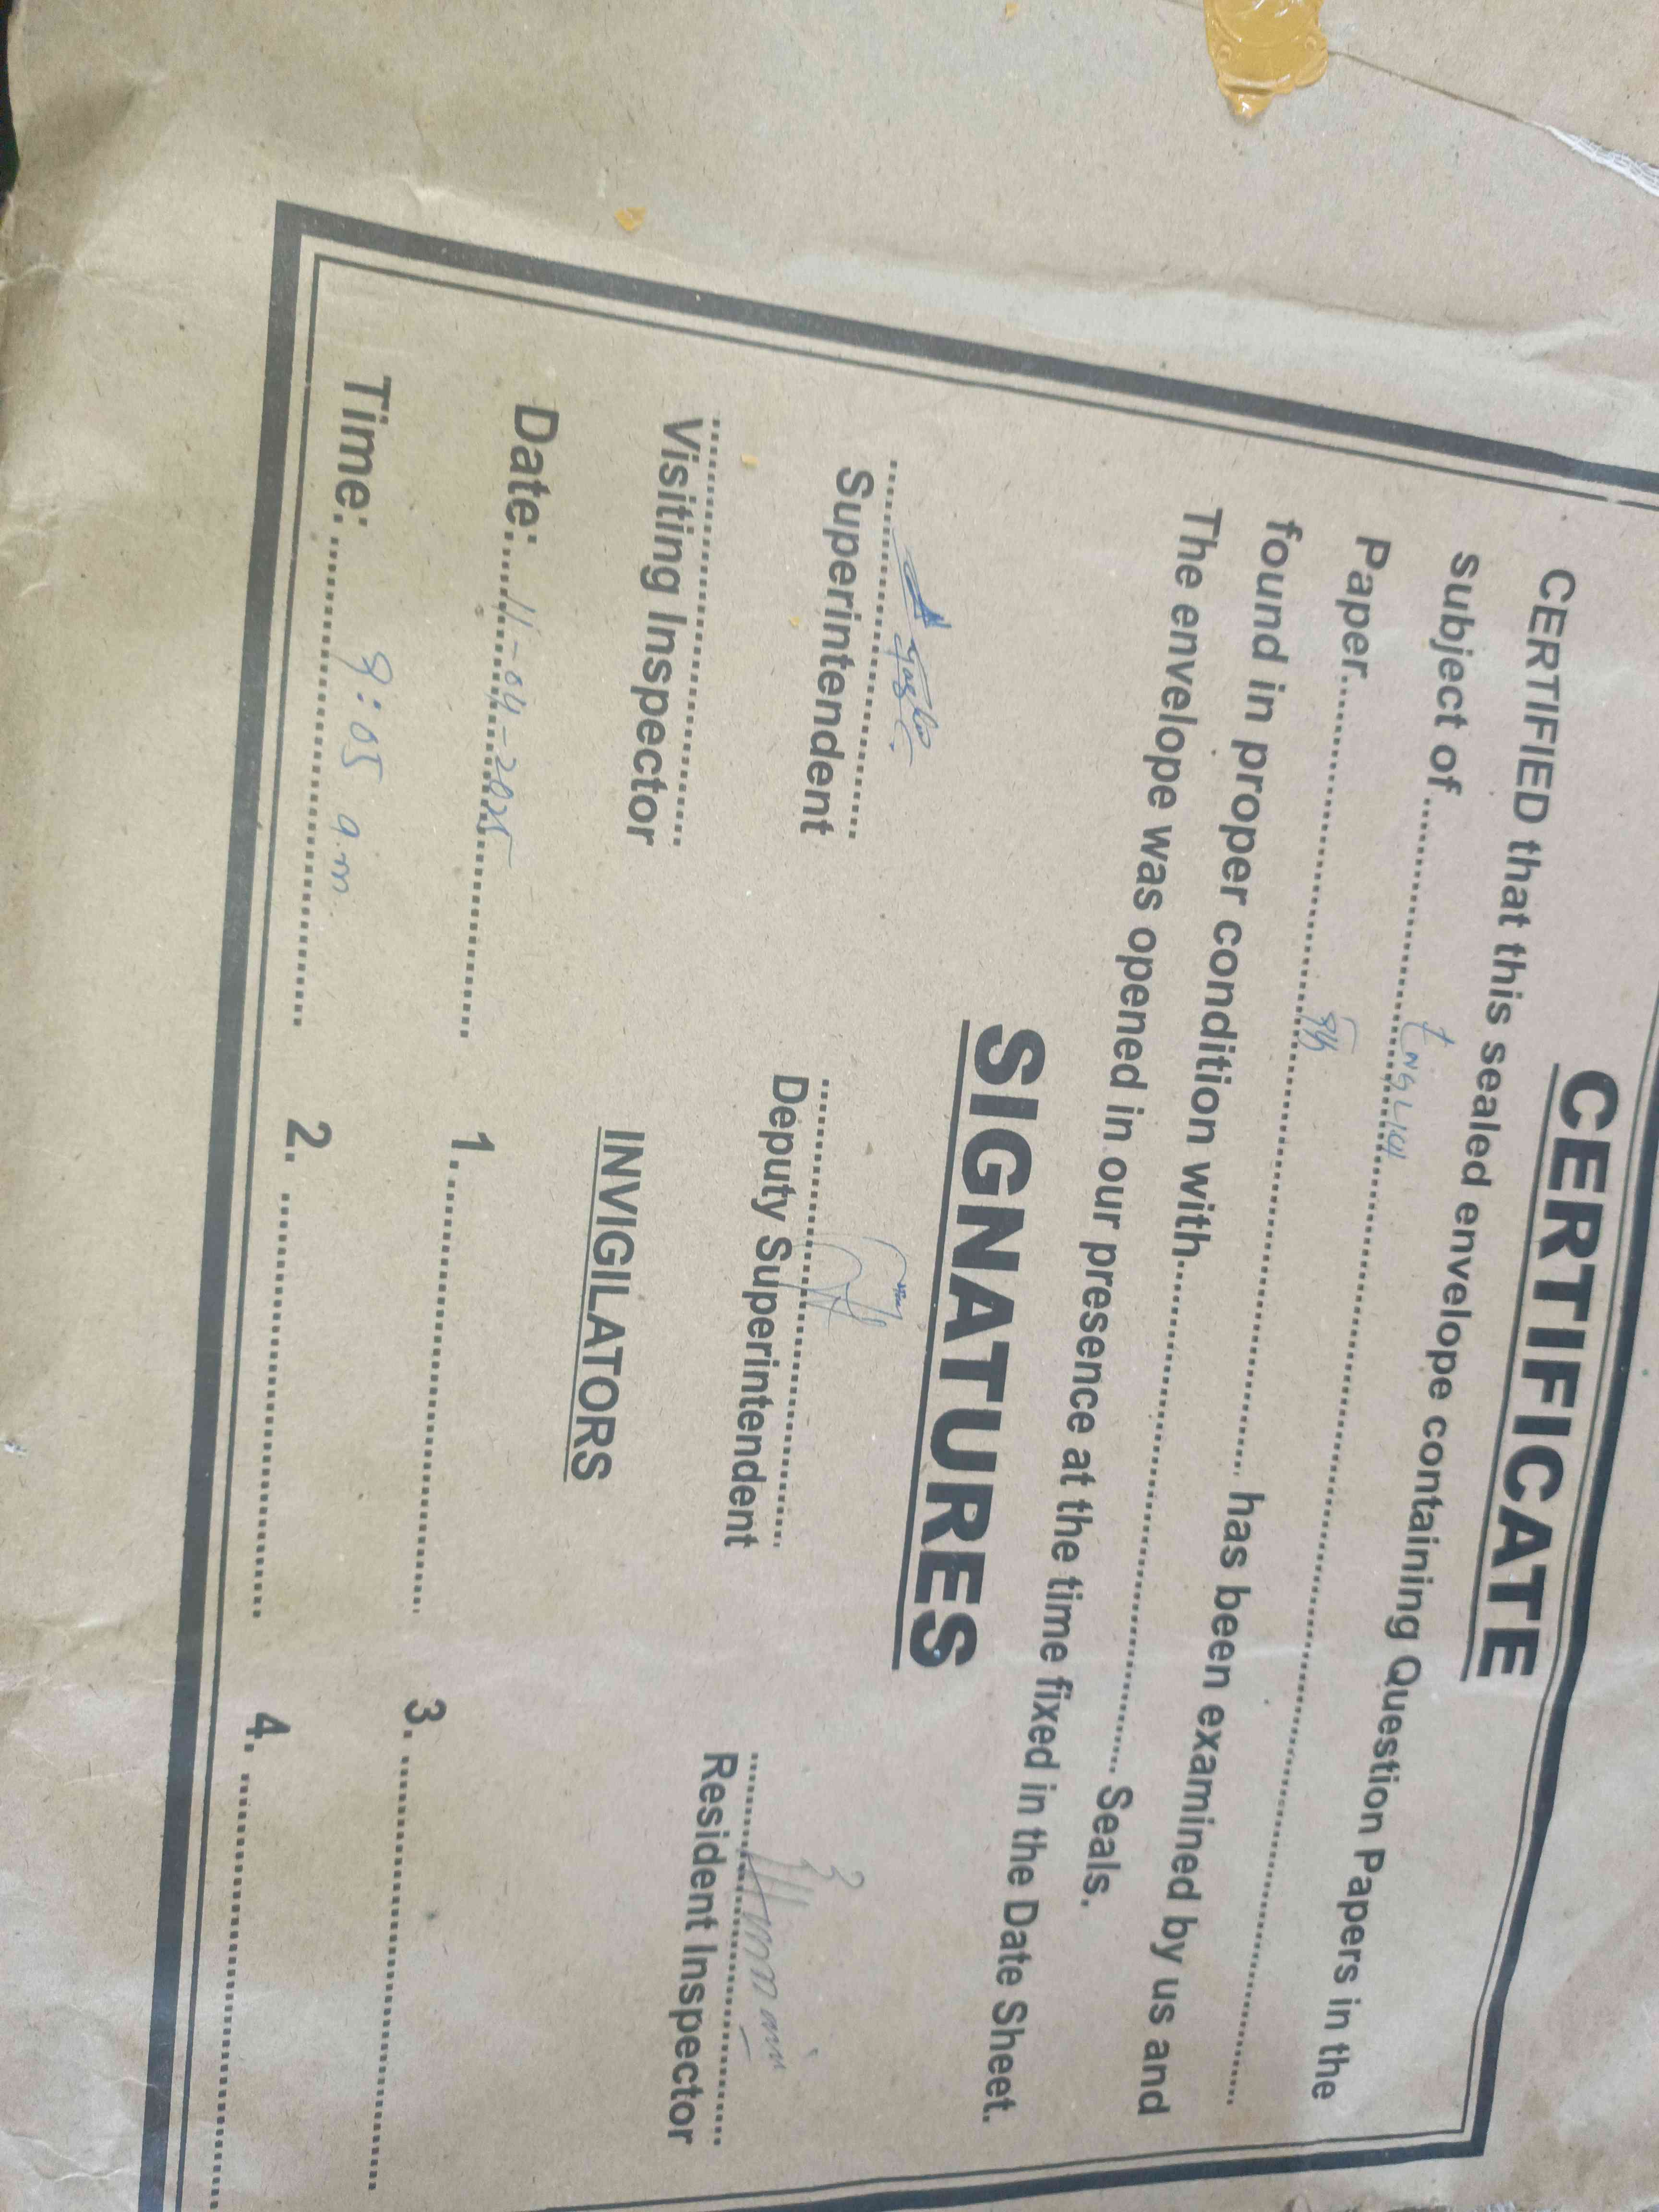 CERTIFICATE
CERTIFIED that this sealed envelope containing Question Papers in the
subject of ........ ENGLISH ........
Paper ........ 9th ........ has been examined by us and
found in proper condition with ........ Seals.
The envelope was opened in our presence at the time fixed in the Date Sheet.
SIGNATURES
Superintendent
Deputy Superintendent
Resident Inspector
Visiting Inspector
INVIGILATORS
Date: 11-04-2025
1. ........ 3. ........
Time: 9:05 a.m
2. ........ 4. ........